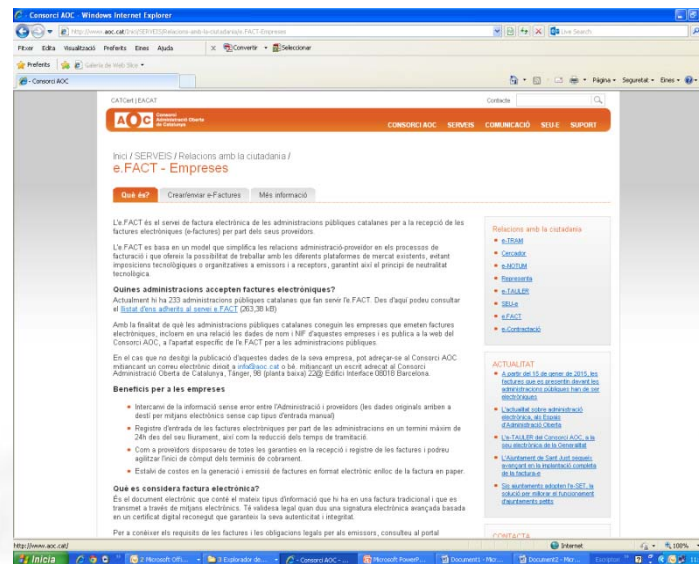 - Consorci AOC - Windows Internet Explorer
Live Search
Fitxer Edita Visualització Preferits Eines Ajuda
Convertir
Seleccionar
Preferits
Galeria de Web Slice
- Consorci AOC
Pàgina
Seguretat
Eines
CATCert | EACAT
Contacte
AOC
Consorci
Administració Oberta
de Catalunya
CONSORCI AOC SERVEIS COMUNICACIÓ SEU-E SUPORT
Inici / SERVEIS / Relacions amb la ciutadania /
e.FACT - Empreses
Què és?
Crear/enviar e-Factures
Més informació
L'e.FACT és el servei de factura electrònica de les administracions públiques catalanes per a la recepció de les
factures electròniques (e-factures) per part dels seus proveïdors.
L'e.FACT es basa en un model que simplifica les relacions administració-proveïdor en els processos de
facturació i que ofereix la possibilitat de treballar amb les diferents plataformes de mercat existents, evitant
imposicions tecnològiques o organitzatives a emissors i a receptors, garantint així el principi de neutralitat
tecnològica.
Quines administracions accepten factures electròniques?
Actualment hi ha 233 administracions públiques catalanes que fan servir l'e.FACT. Des d'aquí podeu consultar
el llistat d'ens adherits al servei e.FACT (263,38 kB)
Amb la finalitat de què les administracions públiques catalanes coneguin les empreses que emeten factures
electròniques, inclouen en una relació les dades de nom i NIF d'aquestes empreses i es publica a la web del
Consorci AOC, a l'apartat específic de l'e.FACT per a les administracions públiques.
En el cas que no desitgi la publicació d'aquestes dades de la seva empresa, pot adreçar-se al Consorci AOC
mitjançant un correu electrònic dirigit a info@aoc.cat o bé, mitjançant un escrit adreçat al Consorci
Administració Oberta de Catalunya, Tànger, 98 (planta baixa) 22@ Edifici Interface 08018 Barcelona.
Beneficis per a les empreses
Intercanvi de la informació sense error entre l'Administració i proveïdors (les dades originals arriben a
destí per mitjans electrònics sense cap tipus d'entrada manual)
Registre d'entrada de les factures electròniques per part de les administracions en un termini màxim de
24h des del seu lliurament, així com la reducció dels temps de tramitació.
Com a proveïdors disposareu de totes les garanties en la recepció i registre de les factures i podreu
agilitzar l'inici de còmput dels terminis de cobrament.
Estalvi de costos en la generació i emissió de factures en format electrònic enlloc de la factura en paper.
Què es considera factura electrònica?
És el document electrònic que conté el mateix tipus d'informació que hi ha en una factura tradicional i que es
transmet a través de mitjans electrònics. Té validesa legal quan duu una signatura electrònica avançada basada
en un certificat digital reconegut que garanteix la seva autenticitat i integritat.
Per a conèixer els requisits de les factures i les obligacions legals per als emissors, consulteu al portal
Relacions amb la ciutadania
e-TRAM
Cercador
e-NOTUM
Representa
e-TAULER
SEU-e
e.FACT
e-Contractació
ACTUALITAT
A partir del 15 de gener de 2015, les
factures que es presentin davant les
administracions públiques han de ser
electròniques
L'actualitat sobre administració
electrònica, als Espais
d'Administració Oberta
L'e-TAULER del Consorci AOC, a la
seu electrònica de la Generalitat
L'Ajuntament de Sant Just segueix
avançant en la implantació completa
de la factura-e
Sis ajuntaments adopten l'e-SET, la
solució per millorar el funcionament
d'ajuntaments petits
CONTACTA
http://www.aoc.cat/
Internet
100%
Inicia
2 Microsoft Offi...
3 Explorador de ...
- Consorci AOC - ...
Microsoft PowerP...
Document1 - Micr...
Document2 - Micr...